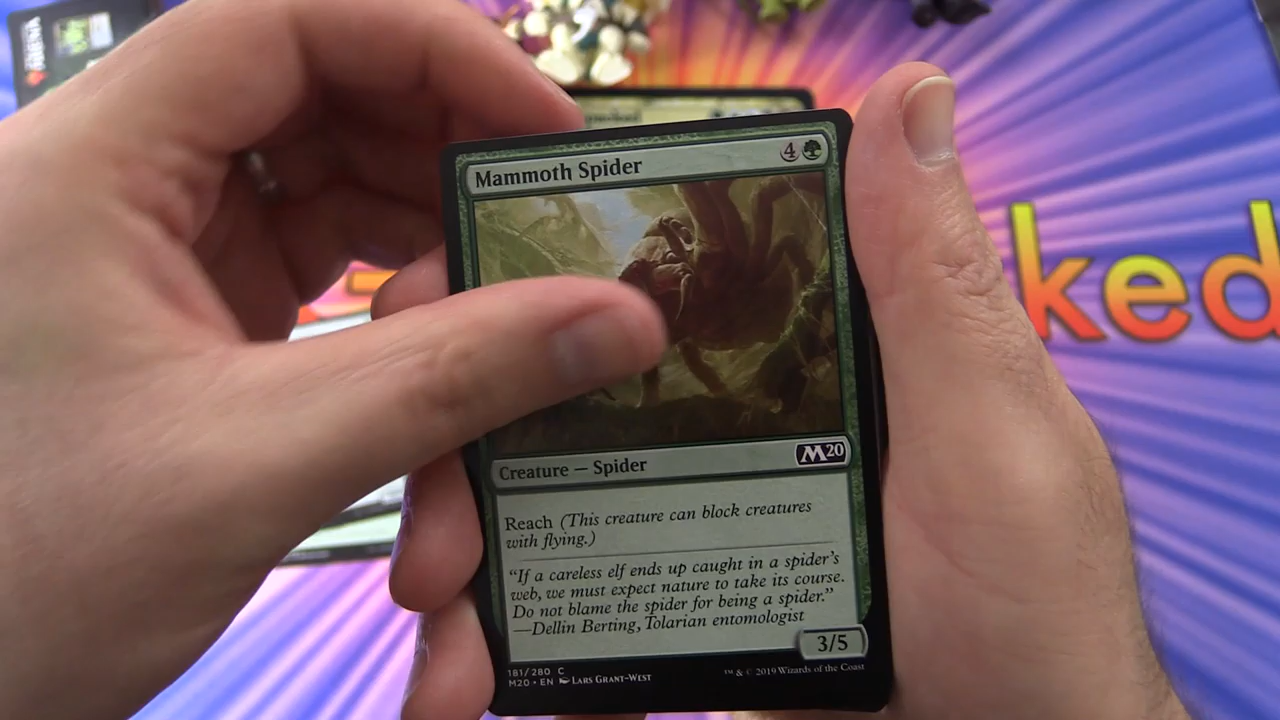 Mammoth Spider 4
Creature — Spider M20
Reach (This creature can block creatures
with flying.)
"If a careless elf ends up caught in a spider's
web, we must expect nature to take its course.
Do not blame the spider for being a spider."
—Dellin Berting, Tolarian entomologist
3/5
181/280 C
M20 • EN Lars Grant-West
™ & © 2019 Wizards of the Coast
ked